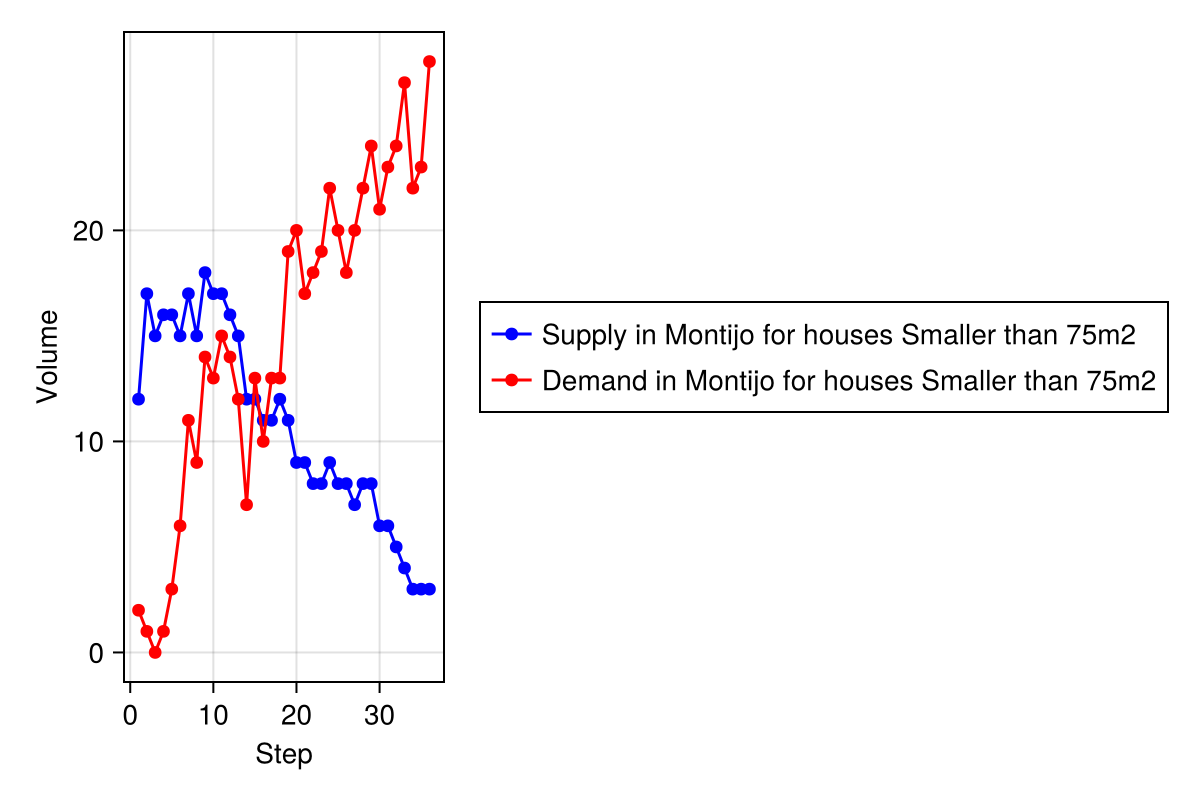 Volume
20
10
0
0 10 20 30
Step
Supply in Montijo for houses Smaller than 75m2
Demand in Montijo for houses Smaller than 75m2